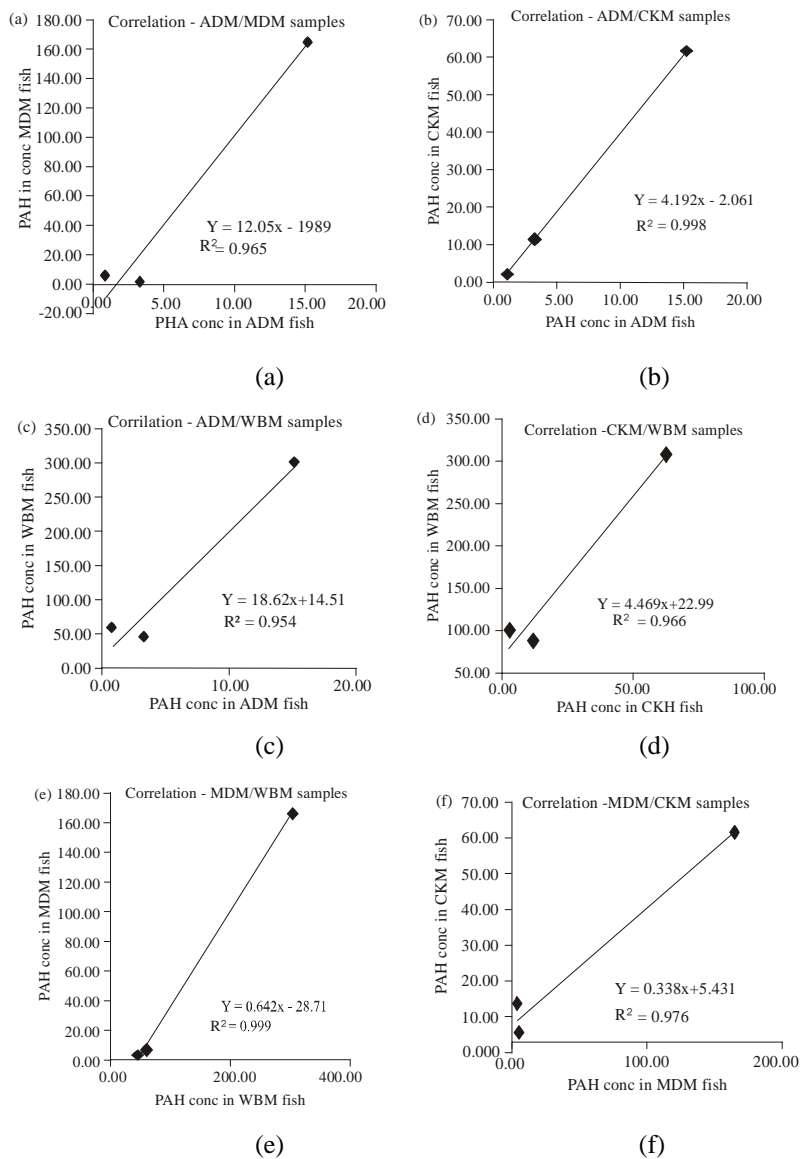 (a) Correlation - ADM/MDM samples
180.00
160.00
140.00
120.00
100.00
80.00
60.00
40.00
20.00
0.00
-20.00
PAH in conc MDM fish
Y = 12.05x - 1989
R² = 0.965
0.00 5.00 10.00 15.00 20.00
PHA conc in ADM fish
(a)
(b) Correlation - ADM/CKM samples
70.00
60.00
50.00
40.00
30.00
20.00
10.00
0.00
PAH conc in CKM fish
Y = 4.192x - 2.061
R² = 0.998
0.00 5.00 10.00 15.00 20.00
PAH conc in ADM fish
(b)
(c) Corrilation - ADM/WBM samples
350.00
300.00
250.00
200.00
150.00
100.00
50.00
0.00
PAH conc in WBM fish
Y = 18.62x+14.51
R² = 0.954
0.00 10.00 20.00
PAH conc in ADM fish
(c)
(d) Correlation -CKM/WBM samples
350.00
300.00
250.00
200.00
150.00
100.00
50.00
PAH conc in WBM fish
Y = 4.469x+22.99
R² = 0.966
0.00 50.00 100.00
PAH conc in CKH fish
(d)
(e) Correlation - MDM/WBM samples
180.00
160.00
140.00
120.00
100.00
80.00
60.00
40.00
20.00
0.00
PAH conc in MDM fish
Y = 0.642x - 28.71
R² = 0.999
0.00 200.00 400.00
PAH conc in WBM fish
(e)
(f) Correlation -MDM/CKM samples
70.00
60.00
50.00
40.00
30.00
20.00
10.00
0.000
PAH conc in CKM fish
Y = 0.338x+5.431
R² = 0.976
0.00 100.00 200.00
PAH conc in MDM fish
(f)